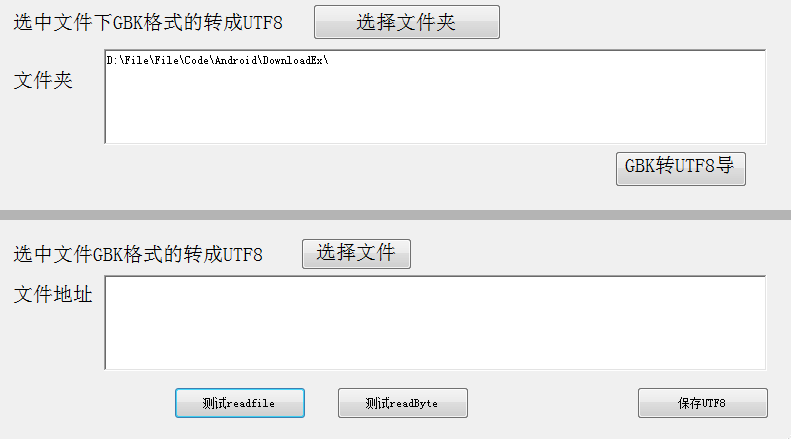 选中文件下GBK格式的转成UTF8 选择文件夹
文件夹 D:\File\File\Code\Android\DownloadEx\
GBK转UTF8导
选中文件GBK格式的转成UTF8 选择文件
文件地址
测试readfile 测试readByte 保存UTF8